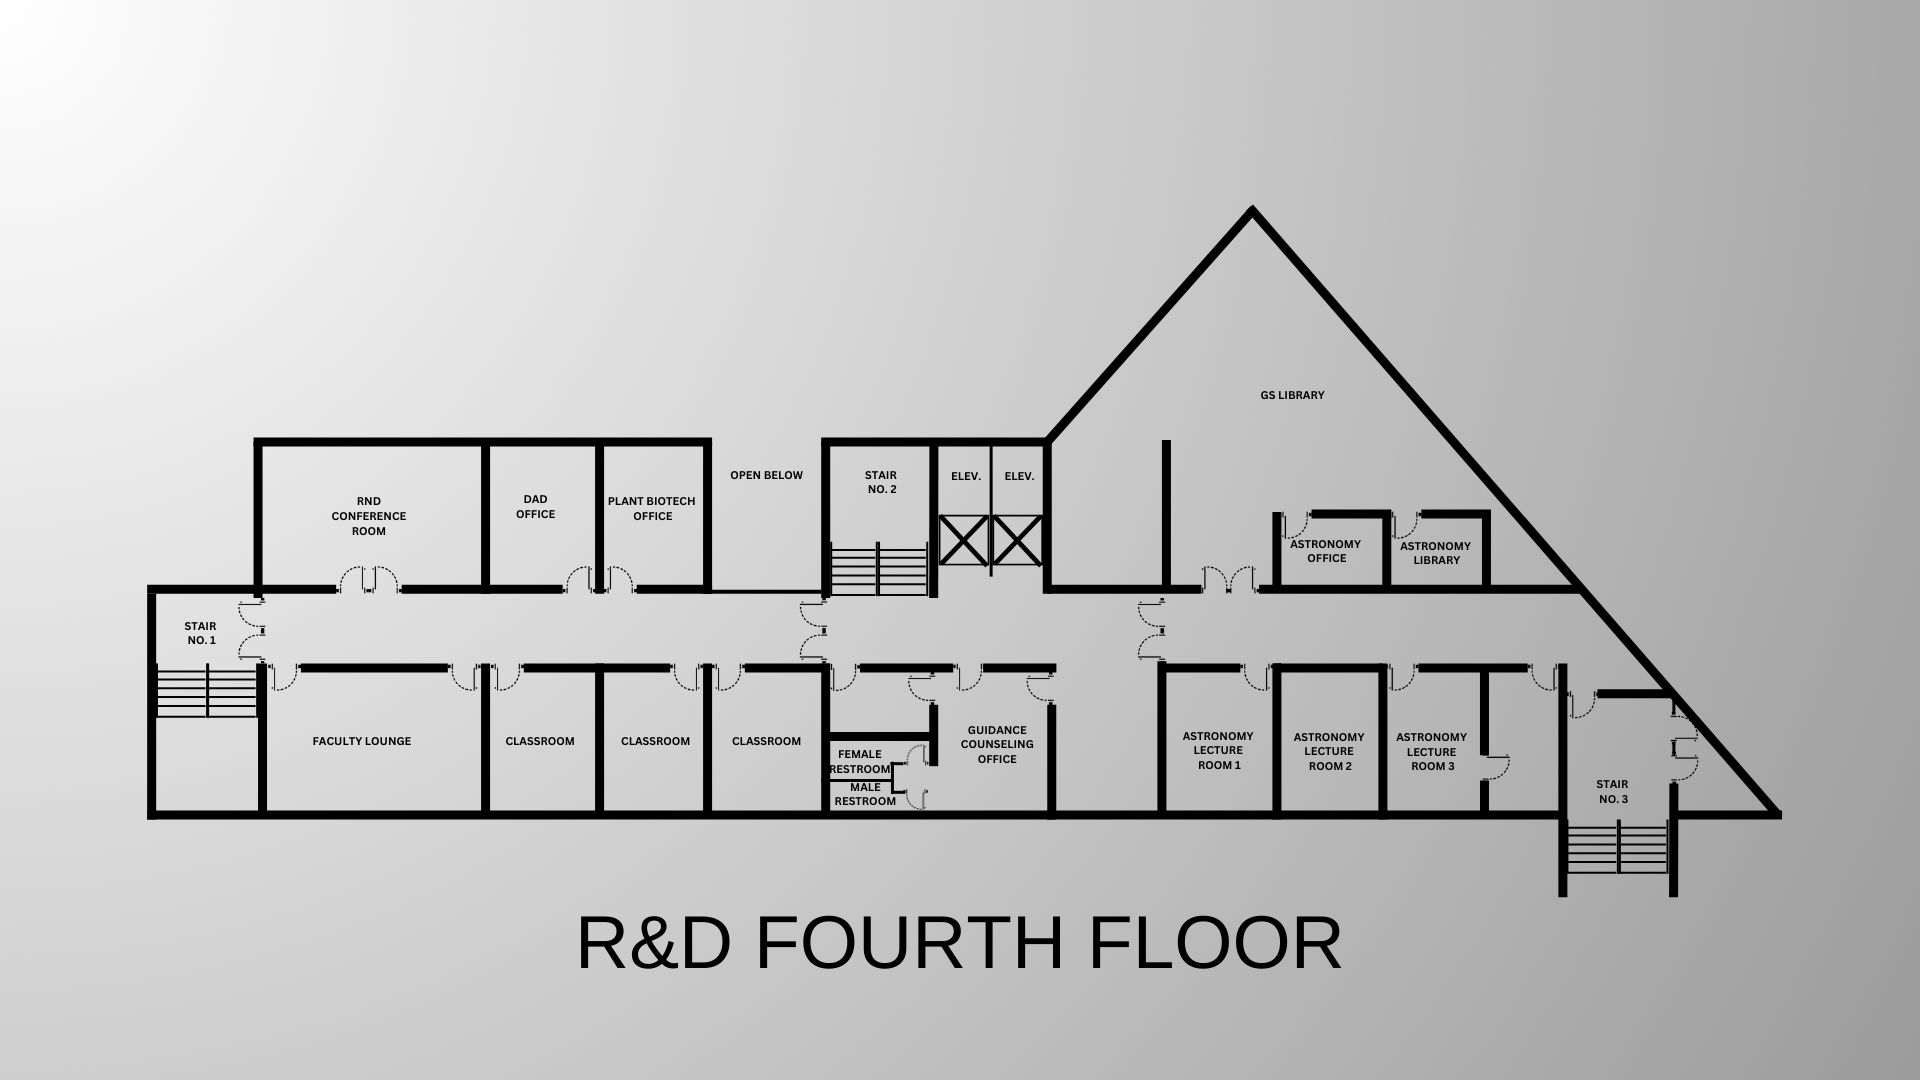 GS LIBRARY
OPEN BELOW
STAIR
NO. 2
ELEV.
ELEV.
RND
CONFERENCE
ROOM
DAD
OFFICE
PLANT BIOTECH
OFFICE
ASTRONOMY
OFFICE
ASTRONOMY
LIBRARY
STAIR
NO. 1
FACULTY LOUNGE
CLASSROOM
CLASSROOM
CLASSROOM
FEMALE
RESTROOM
MALE
RESTROOM
GUIDANCE
COUNSELING
OFFICE
ASTRONOMY
LECTURE
ROOM 1
ASTRONOMY
LECTURE
ROOM 2
ASTRONOMY
LECTURE
ROOM 3
STAIR
NO. 3
R&D FOURTH FLOOR